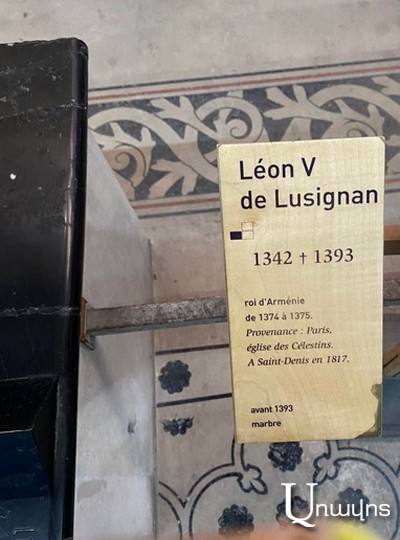 Léon V
de Lusignan
1342 † 1393
roi d'Arménie
de 1374 à 1375.
Provenance : Paris,
église des Célestins.
A Saint-Denis en 1817.
avant 1393
marbre
Առավոտ